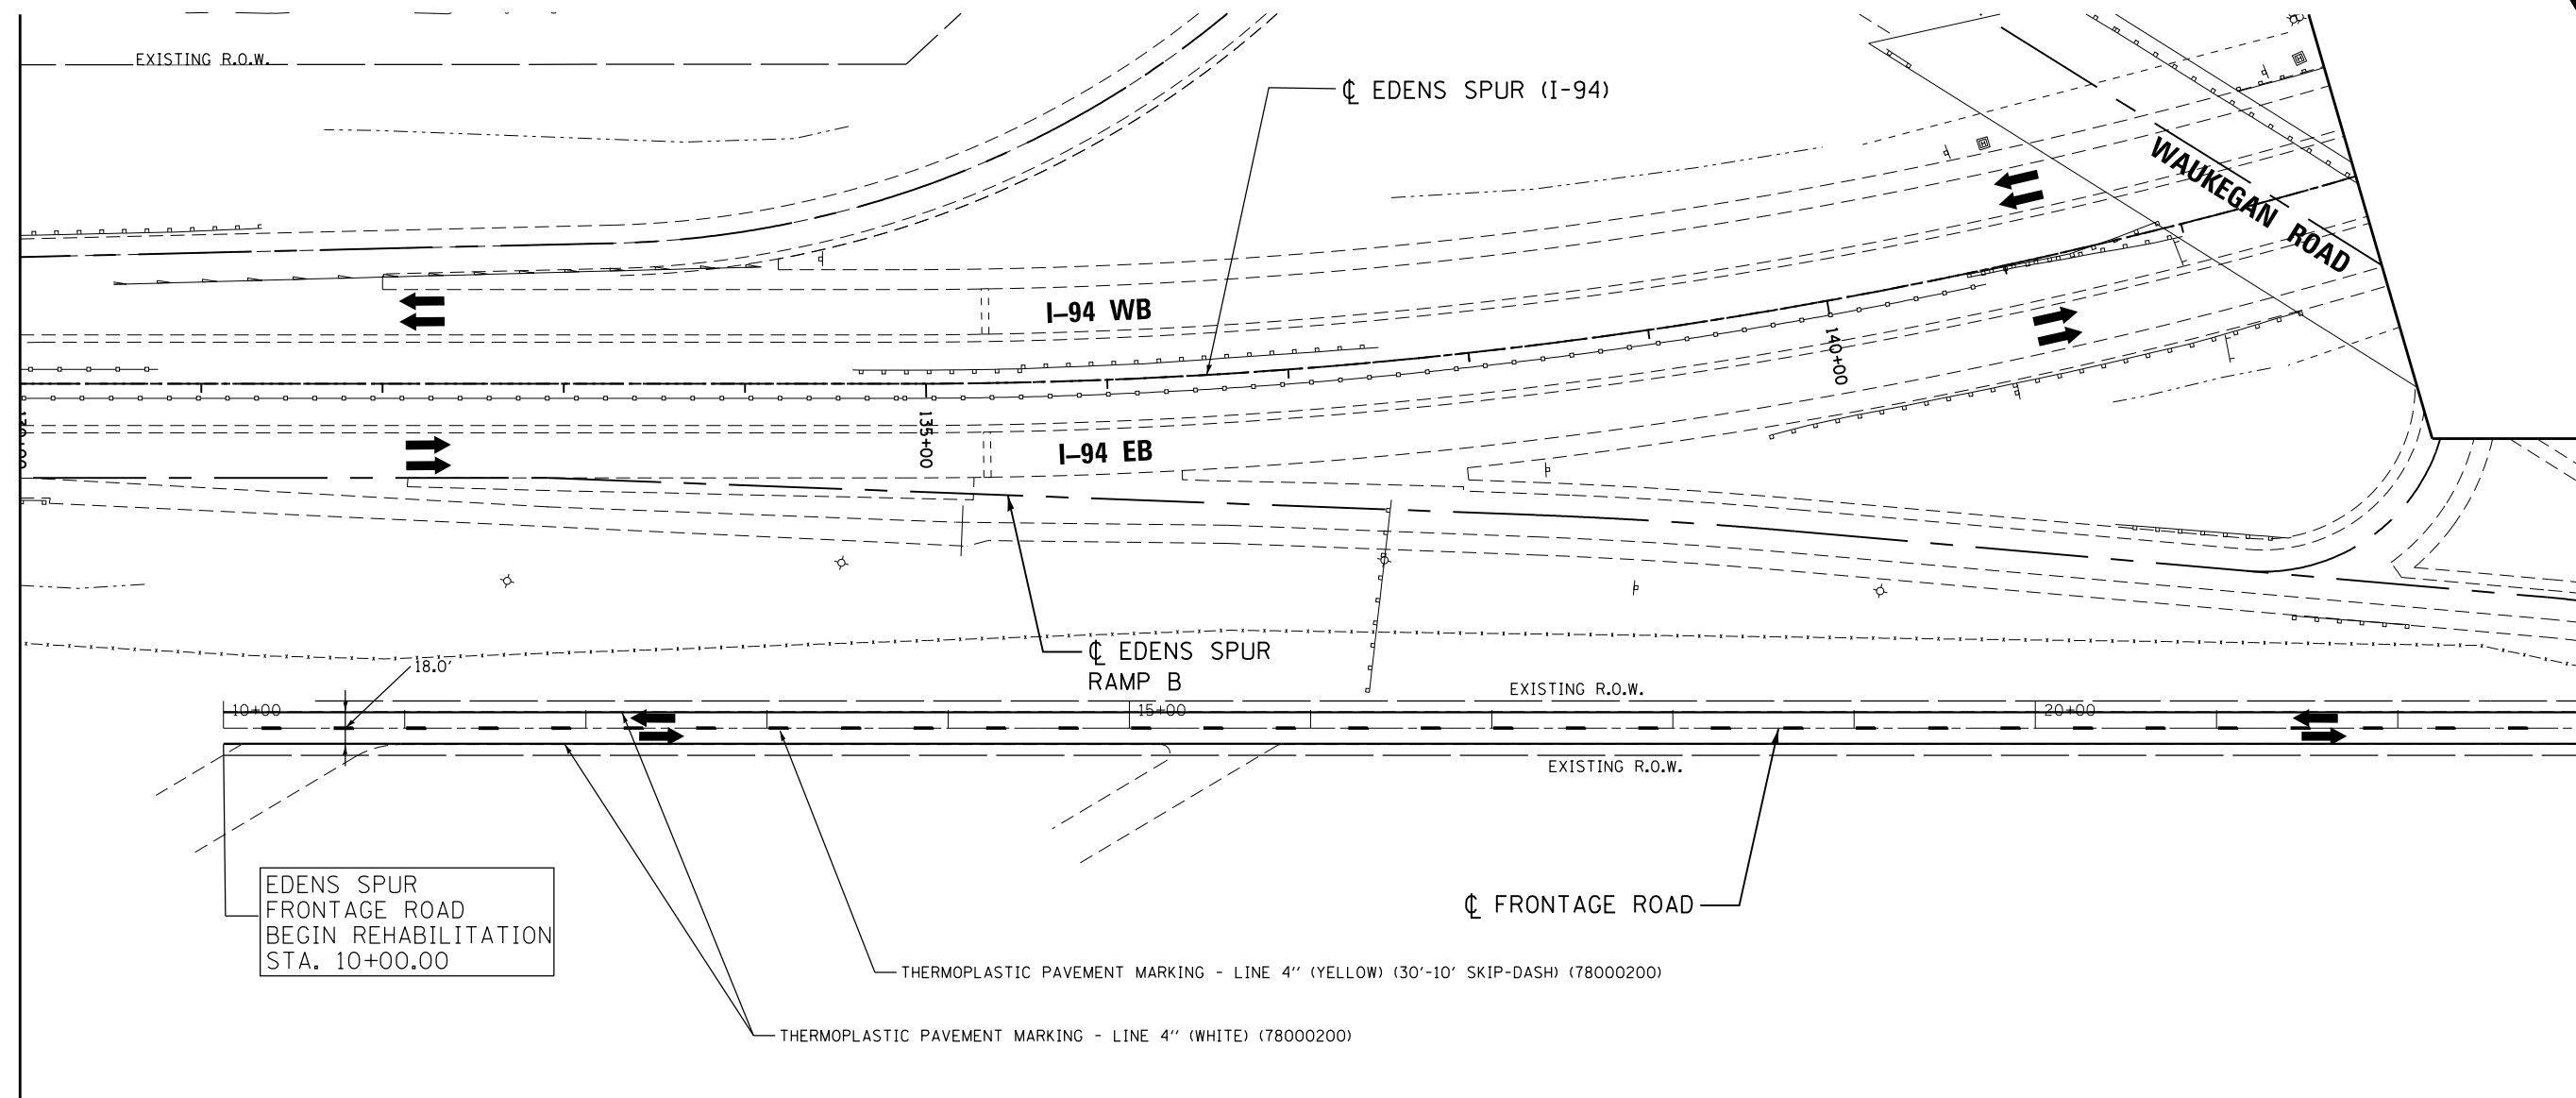 EXISTING R.O.W.
℄ EDENS SPUR (I-94)
WAUKEGAN ROAD
I-94 WB
140+00
130+00
135+00
I-94 EB
℄ EDENS SPUR
RAMP B
18.0'
EXISTING R.O.W.
10+00
15+00
20+00
EXISTING R.O.W.
EDENS SPUR
FRONTAGE ROAD
BEGIN REHABILITATION
STA. 10+00.00
℄ FRONTAGE ROAD
THERMOPLASTIC PAVEMENT MARKING - LINE 4'' (YELLOW) (30'-10' SKIP-DASH) (78000200)
THERMOPLASTIC PAVEMENT MARKING - LINE 4'' (WHITE) (78000200)